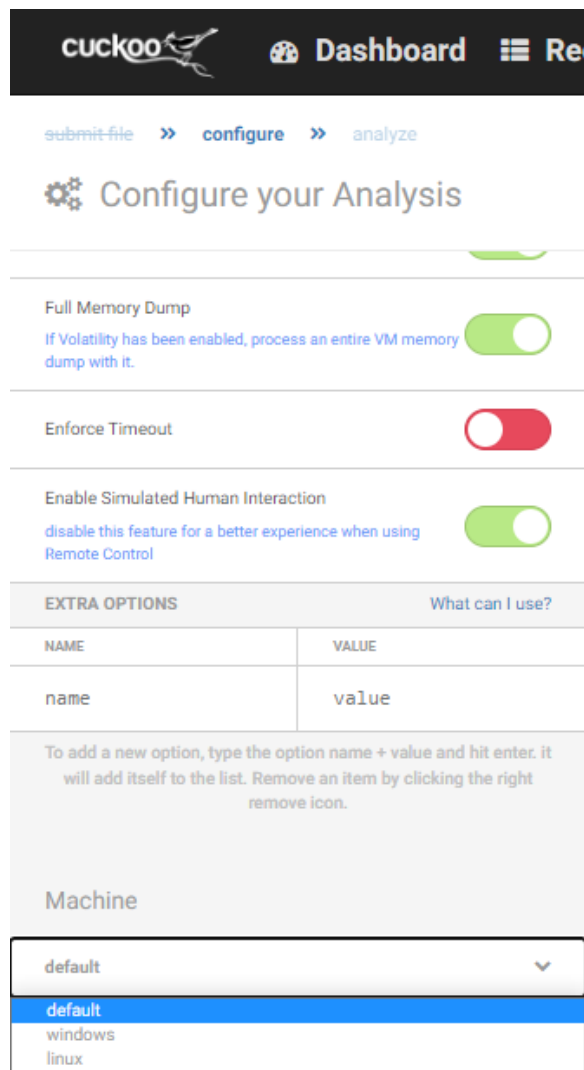 cuckoo Dashboard
submit file » configure » analyze
Configure your Analysis
Full Memory Dump
If Volatility has been enabled, process an entire VM memory
dump with it.
Enforce Timeout
Enable Simulated Human Interaction
disable this feature for a better experience when using
Remote Control
EXTRA OPTIONS What can I use?
NAME VALUE
name value
To add a new option, type the option name + value and hit enter. it
will add itself to the list. Remove an item by clicking the right
remove icon.
Machine
default
default
windows
linux